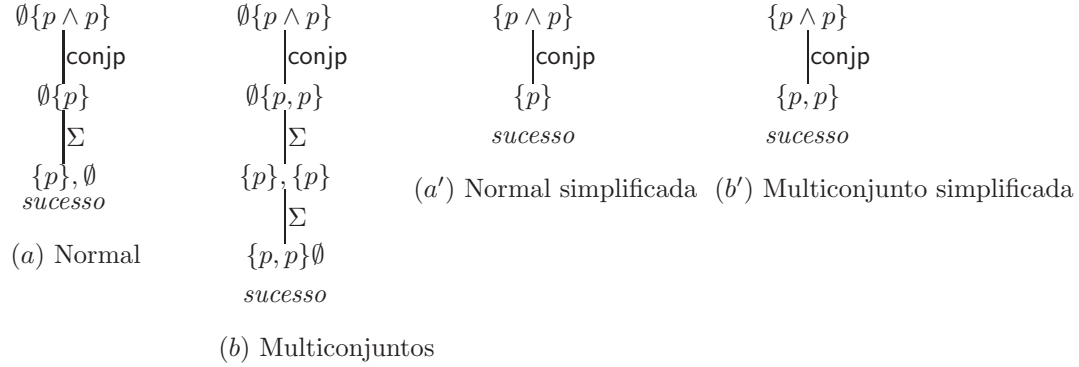 ∅{p ∧ p}
conjp
∅{p}
Σ
{p}, ∅
sucesso
(a) Normal
∅{p ∧ p}
conjp
∅{p, p}
Σ
{p}, {p}
Σ
{p, p}∅
sucesso
(b) Multiconjuntos
{p ∧ p}
conjp
{p}
sucesso
(a′) Normal simplificada
{p ∧ p}
conjp
{p, p}
sucesso
(b′) Multiconjunto simplificada